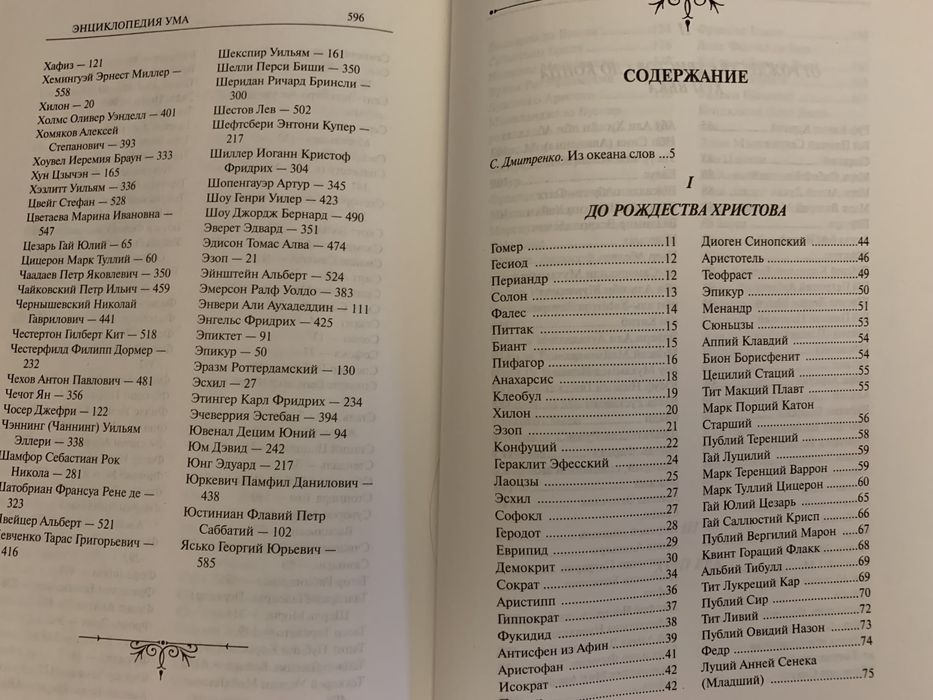 ЭНЦИКЛОПЕДИЯ УМА 596
Хафиз — 121
Хемингуэй Эрнест Миллер —
558
Хилон — 20
Холмс Оливер Уэнделл — 401
Хомяков Алексей
Степанович — 393
Хоувел Иеремия Браун — 333
Хун Цзычэн — 165
Хэзлитт Уильям — 336
Цвейг Стефан — 528
Цветаева Марина Ивановна —
547
Цезарь Гай Юлий — 65
Цицерон Марк Туллий — 60
Чаадаев Петр Яковлевич — 350
Чайковский Петр Ильич — 459
Чернышевский Николай
Гаврилович — 441
Честертон Гилберт Кит — 518
Честерфилд Филипп Дормер —
232
Чехов Антон Павлович — 481
Чечот Ян — 356
Чосер Джефри — 122
Чэннинг (Чаннинг) Уильям
Эллери — 338
Шамфор Себастиан Рок
Никола — 281
Шатобриан Франсуа Рене де —
323
Швейцер Альберт — 521
Шевченко Тарас Григорьевич —
416
Шекспир Уильям — 161
Шелли Перси Биши — 350
Шеридан Ричард Бринсли —
300
Шестов Лев — 502
Шефтсбери Энтони Купер —
217
Шиллер Иоганн Кристоф
Фридрих — 304
Шопенгауэр Артур — 345
Шоу Генри Уилер — 423
Шоу Джордж Бернард — 490
Эверет Эдвард — 351
Эдисон Томас Алва — 474
Эзоп — 21
Эйнштейн Альберт — 524
Эмерсон Ралф Уолдо — 383
Энвери Али Аухаледдин — 111
Энгельс Фридрих — 425
Эпиктет — 91
Эпикур — 50
Эразм Роттердамский — 130
Эсхил — 27
Этингер Карл Фридрих — 234
Эчеверрия Эстебан — 394
Ювенал Децим Юний — 94
Юм Дэвид — 242
Юнг Эдуард — 217
Юркевич Памфил Данилович —
438
Юстиниан Флавий Петр
Саббатий — 102
Ясько Георгий Юрьевич —
585
СОДЕРЖАНИЕ
С. Дмитренко. Из океана слов ...5
I
ДО РОЖДЕСТВА ХРИСТОВА
Гомер ...11
Гесиод ...12
Периандр ...12
Солон ...13
Фалес ...14
Питтак ...15
Биант ...15
Пифагор ...16
Анахарсис ...18
Клеобул ...19
Хилон ...20
Эзоп ...21
Конфуций ...22
Гераклит Эфесский ...24
Лаоцзы ...25
Эсхил ...27
Софокл ...27
Геродот ...28
Еврипид ...29
Демокрит ...30
Сократ ...34
Аристипп ...36
Гиппократ ...37
Фукидид ...38
Антисфен из Афин ...39
Аристофан ...41
Исократ ...42
...42
Диоген Синопский ...44
Аристотель ...46
Теофраст ...49
Эпикур ...50
Менандр ...51
Сюньцзы ...53
Аппий Клавдий ...54
Бион Борисфенит ...54
Цецилий Стаций ...55
Тит Макций Плавт ...55
Марк Порций Катон
Старший ...56
Публий Теренций ...58
Гай Луцилий ...59
Марк Теренций Варрон ...59
Марк Туллий Цицерон ...60
Гай Юлий Цезарь ...65
Гай Саллюстий Крисп ...66
Публий Вергилий Марон ...67
Квинт Гораций Флакк ...68
Альбий Тибулл ...69
Тит Лукреций Кар ...69
Публий Сир ...70
Тит Ливий ...72
Публий Овидий Назон ...73
Федр ...74
Луций Анней Сенека
(Младший) ...75